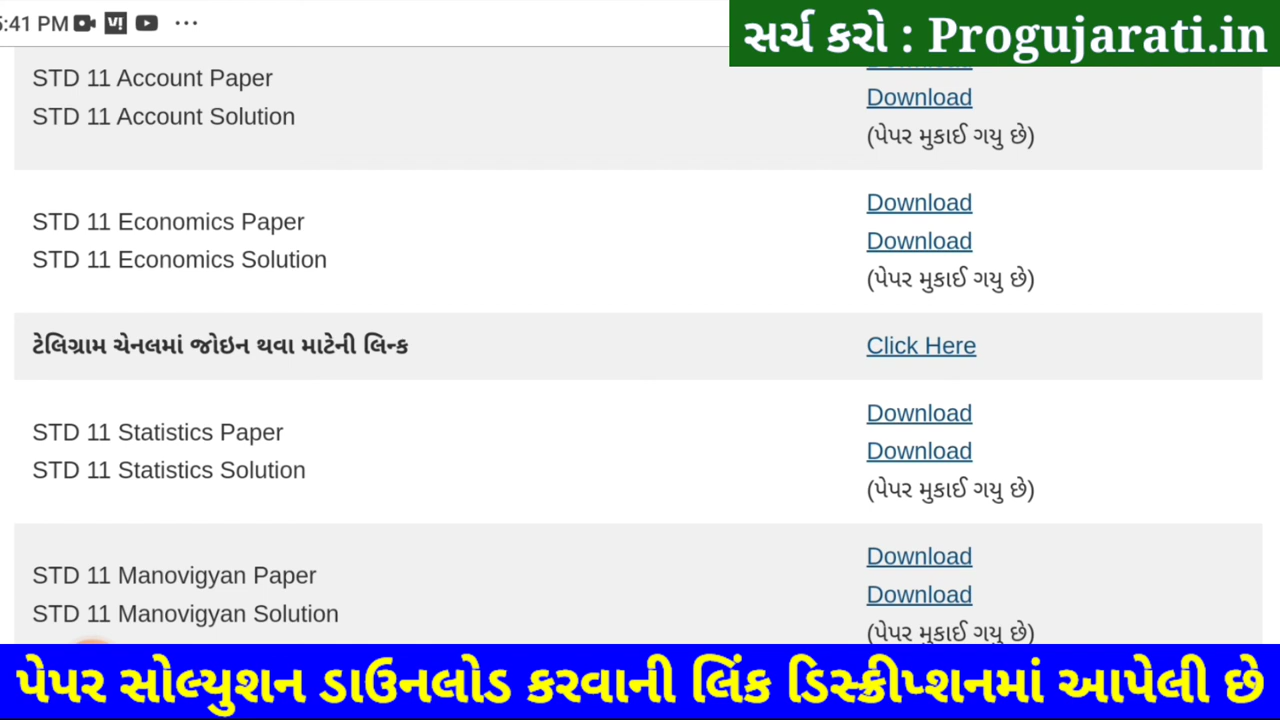 5:41 PM
સર્ચ કરો : Progujarati.in
STD 11 Account Paper
STD 11 Account Solution
Download
(પેપર મુકાઈ ગયુ છે)
STD 11 Economics Paper
STD 11 Economics Solution
Download
Download
(પેપર મુકાઈ ગયુ છે)
ટેલિગ્રામ ચેનલમાં જોઇન થવા માટેની લિન્ક
Click Here
STD 11 Statistics Paper
STD 11 Statistics Solution
Download
Download
(પેપર મુકાઈ ગયુ છે)
STD 11 Manovigyan Paper
STD 11 Manovigyan Solution
Download
Download
(પેપર મુકાઈ ગયુ છે)
પેપર સોલ્યુશન ડાઉનલોડ કરવાની લિંક ડિસ્ક્રીપ્શનમાં આપેલી છે